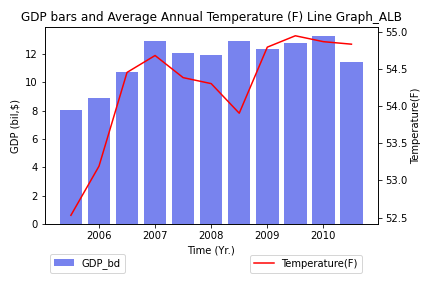 GDP bars and Average Annual Temperature (F) Line Graph_ALB
GDP (bil,$)
12
10
8
6
4
2
0
55.0
54.5
54.0
53.5
53.0
52.5
Temperature(F)
2006 2007 2008 2009 2010
Time (Yr.)
GDP_bd
Temperature(F)